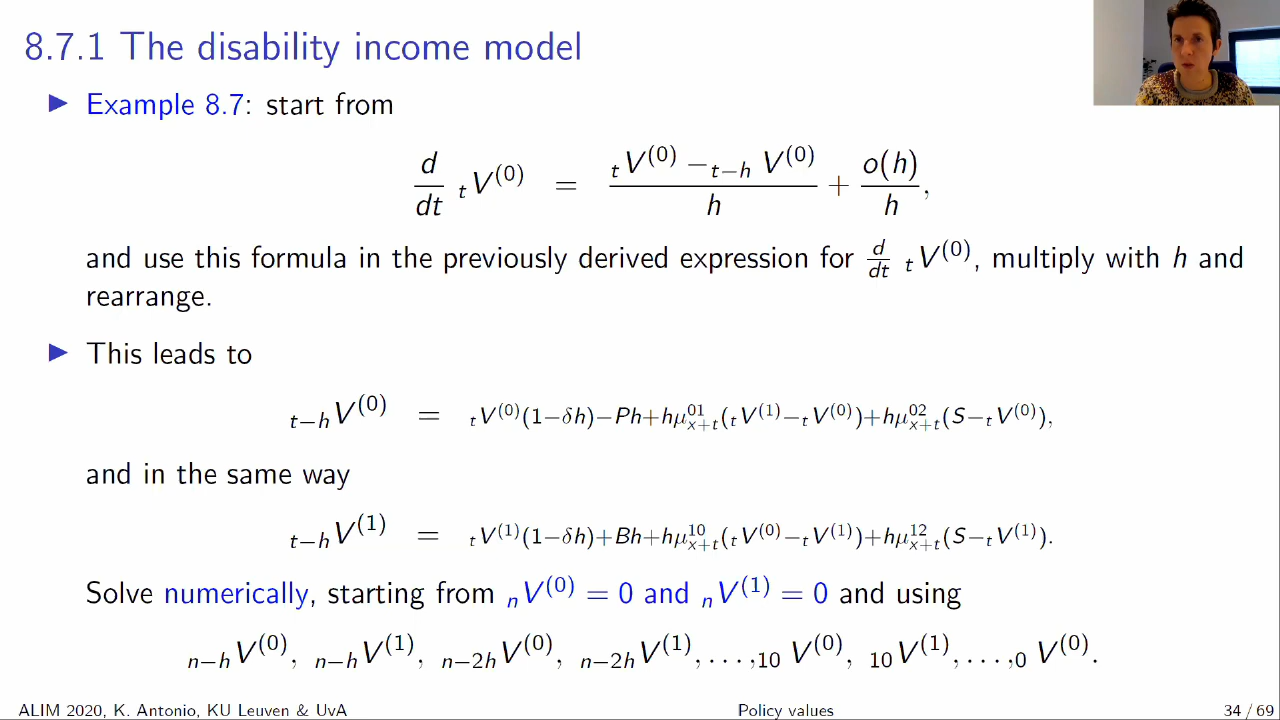 8.7.1 The disability income model
▶ Example 8.7: start from
d/dt ₜV⁽⁰⁾ = (ₜV⁽⁰⁾ −ₜ₋ₕ V⁽⁰⁾)/h + o(h)/h,
and use this formula in the previously derived expression for d/dt ₜV⁽⁰⁾, multiply with h and
rearrange.
▶ This leads to
ₜ₋ₕV⁽⁰⁾ = ₜV⁽⁰⁾(1−δh)−Ph+hμ^{01}_{x+t}(ₜV⁽¹⁾−ₜV⁽⁰⁾)+hμ^{02}_{x+t}(S−ₜV⁽⁰⁾),
and in the same way
ₜ₋ₕV⁽¹⁾ = ₜV⁽¹⁾(1−δh)+Bh+hμ^{10}_{x+t}(ₜV⁽⁰⁾−ₜV⁽¹⁾)+hμ^{12}_{x+t}(S−ₜV⁽¹⁾).
Solve numerically, starting from ₙV⁽⁰⁾ = 0 and ₙV⁽¹⁾ = 0 and using
ₙ₋ₕV⁽⁰⁾, ₙ₋ₕV⁽¹⁾, ₙ₋₂ₕV⁽⁰⁾, ₙ₋₂ₕV⁽¹⁾, . . . ,₁₀ V⁽⁰⁾, ₁₀V⁽¹⁾, . . . ,₀ V⁽⁰⁾.
ALIM 2020, K. Antonio, KU Leuven & UvA Policy values 34 / 69